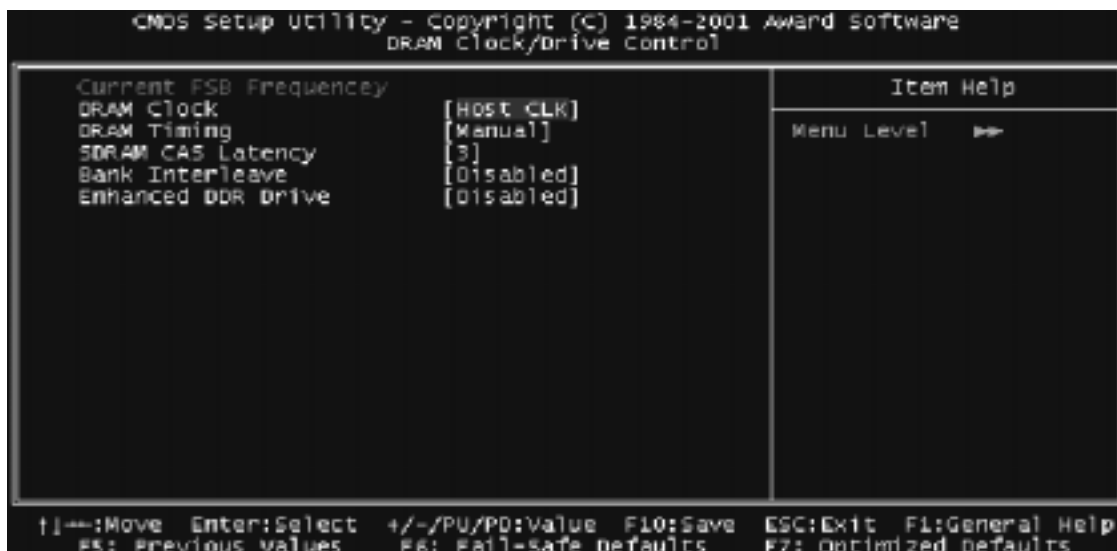 CMOS Setup Utility - Copyright (C) 1984-2001 Award Software
DRAM Clock/Drive Control
Current FSB Frequencey
DRAM Clock [Host CLK]
DRAM Timing [Manual]
SDRAM CAS Latency [3]
Bank Interleave [Disabled]
Enhanced DDR Drive [Disabled]
Item Help
Menu Level ►►
↑↓→←:Move Enter:Select +/-/PU/PD:Value F10:Save ESC:Exit F1:General Help
F5: Previous Values F6: Fail-Safe Defaults F7: Optimized Defaults